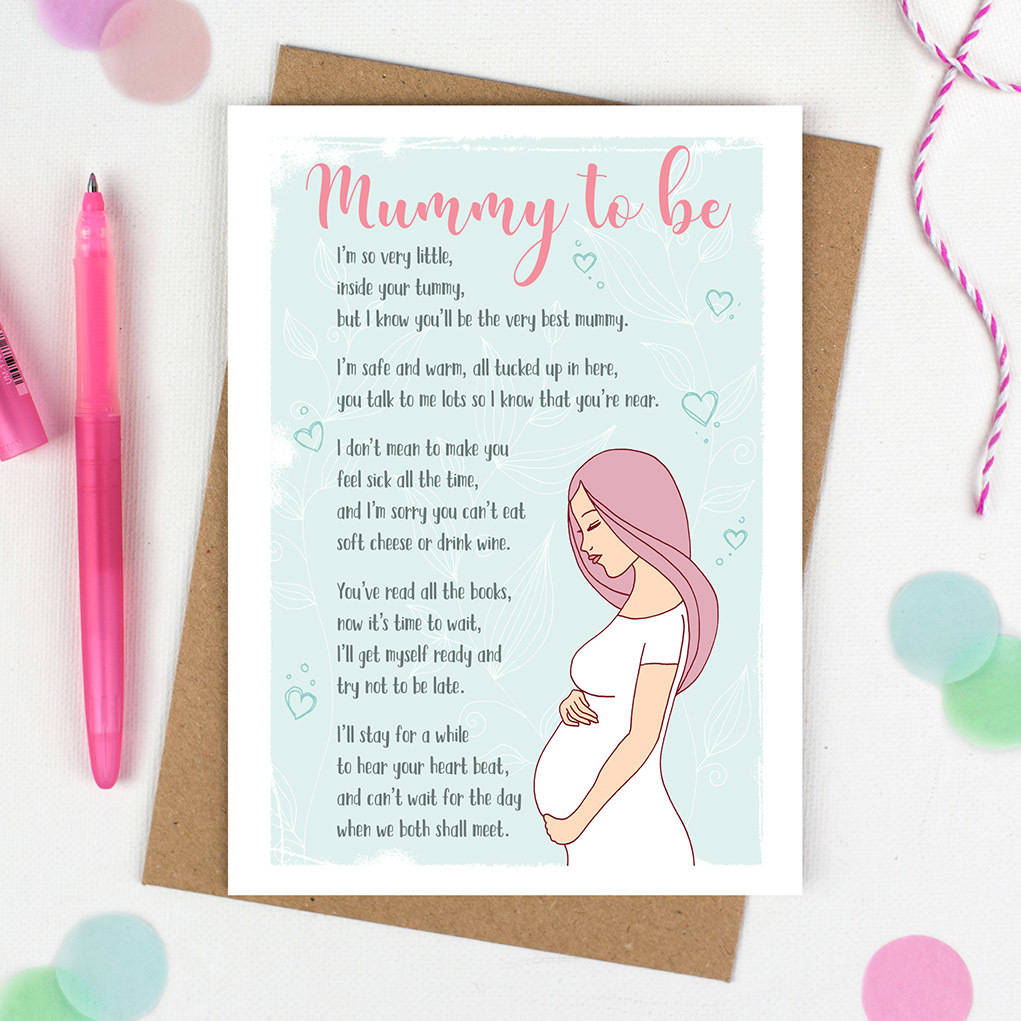 Mummy to be
I'm so very little,
inside your tummy,
but I know you'll be the very best mummy.
I'm safe and warm, all tucked up in here,
you talk to me lots so I know that you're near.
I don't mean to make you
feel sick all the time,
and I'm sorry you can't eat
soft cheese or drink wine.
You've read all the books,
now it's time to wait,
I'll get myself ready and
try not to be late.
I'll stay for a while
to hear your heart beat,
and can't wait for the day
when we both shall meet.